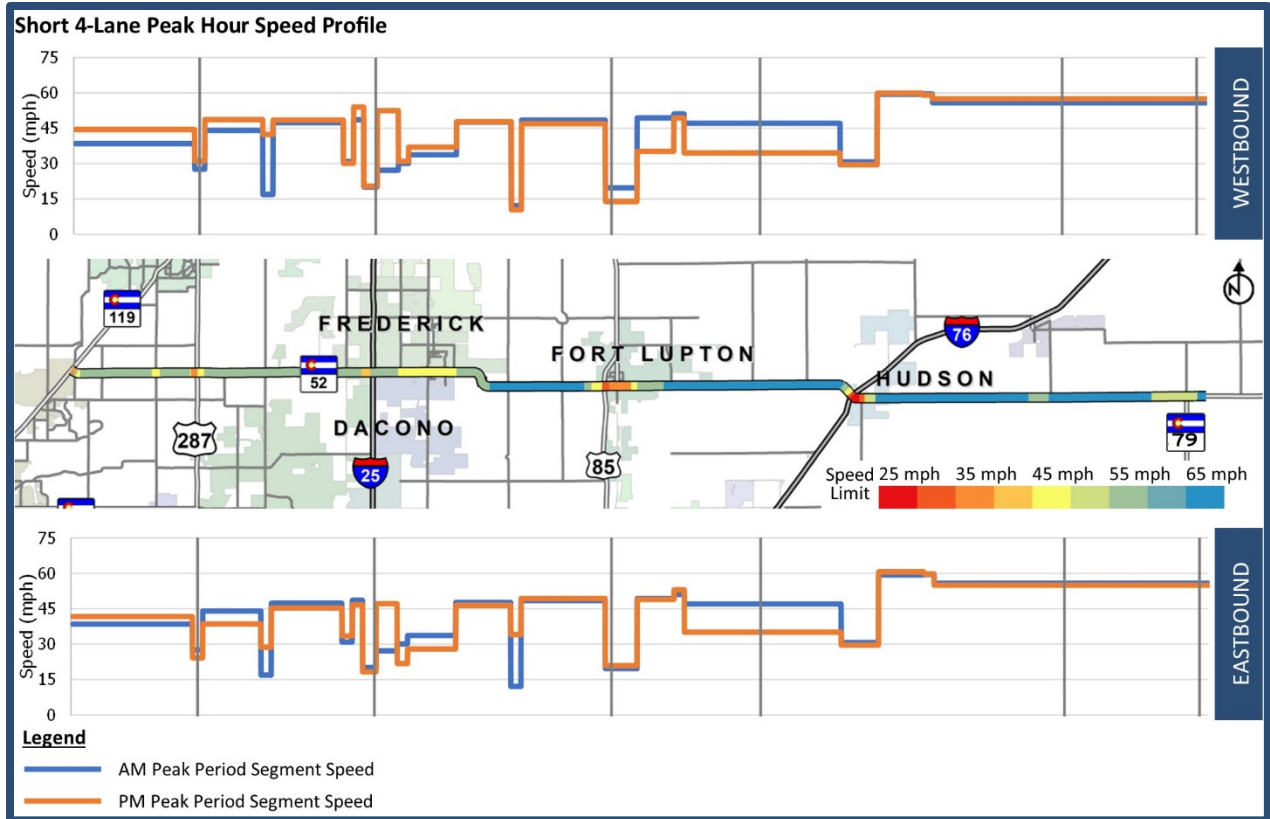 Short 4-Lane Peak Hour Speed Profile
75
60
45
30
15
0
Speed (mph)
WESTBOUND
119
FREDERICK
52
FORT LUPTON
76
HUDSON
DACONO
287
25
85
79
N
Speed Limit
25 mph 35 mph 45 mph 55 mph 65 mph
75
60
45
30
15
0
Speed (mph)
EASTBOUND
Legend
AM Peak Period Segment Speed
PM Peak Period Segment Speed